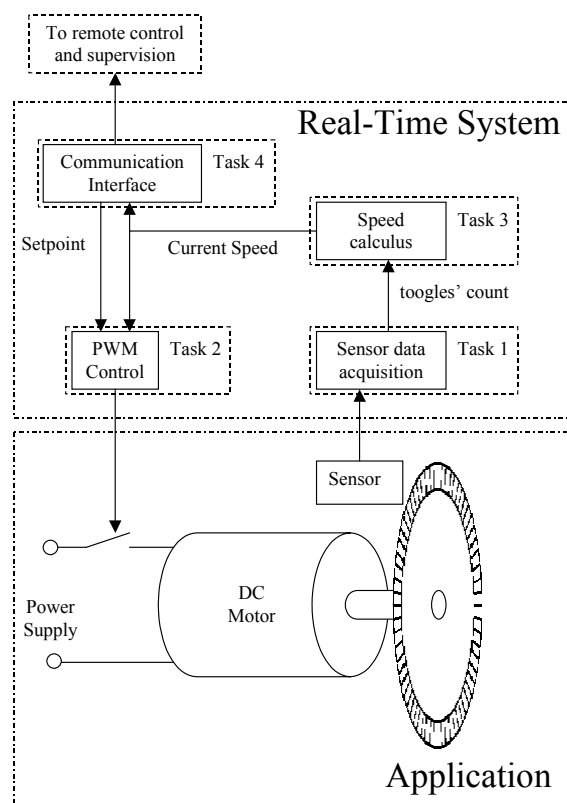 To remote control
and supervision
Real-Time System
Communication
Interface
Task 4
Speed
calculus
Task 3
Setpoint
Current Speed
toogles' count
PWM
Control
Task 2
Sensor data
acquisition
Task 1
Sensor
DC
Motor
Power
Supply
Application